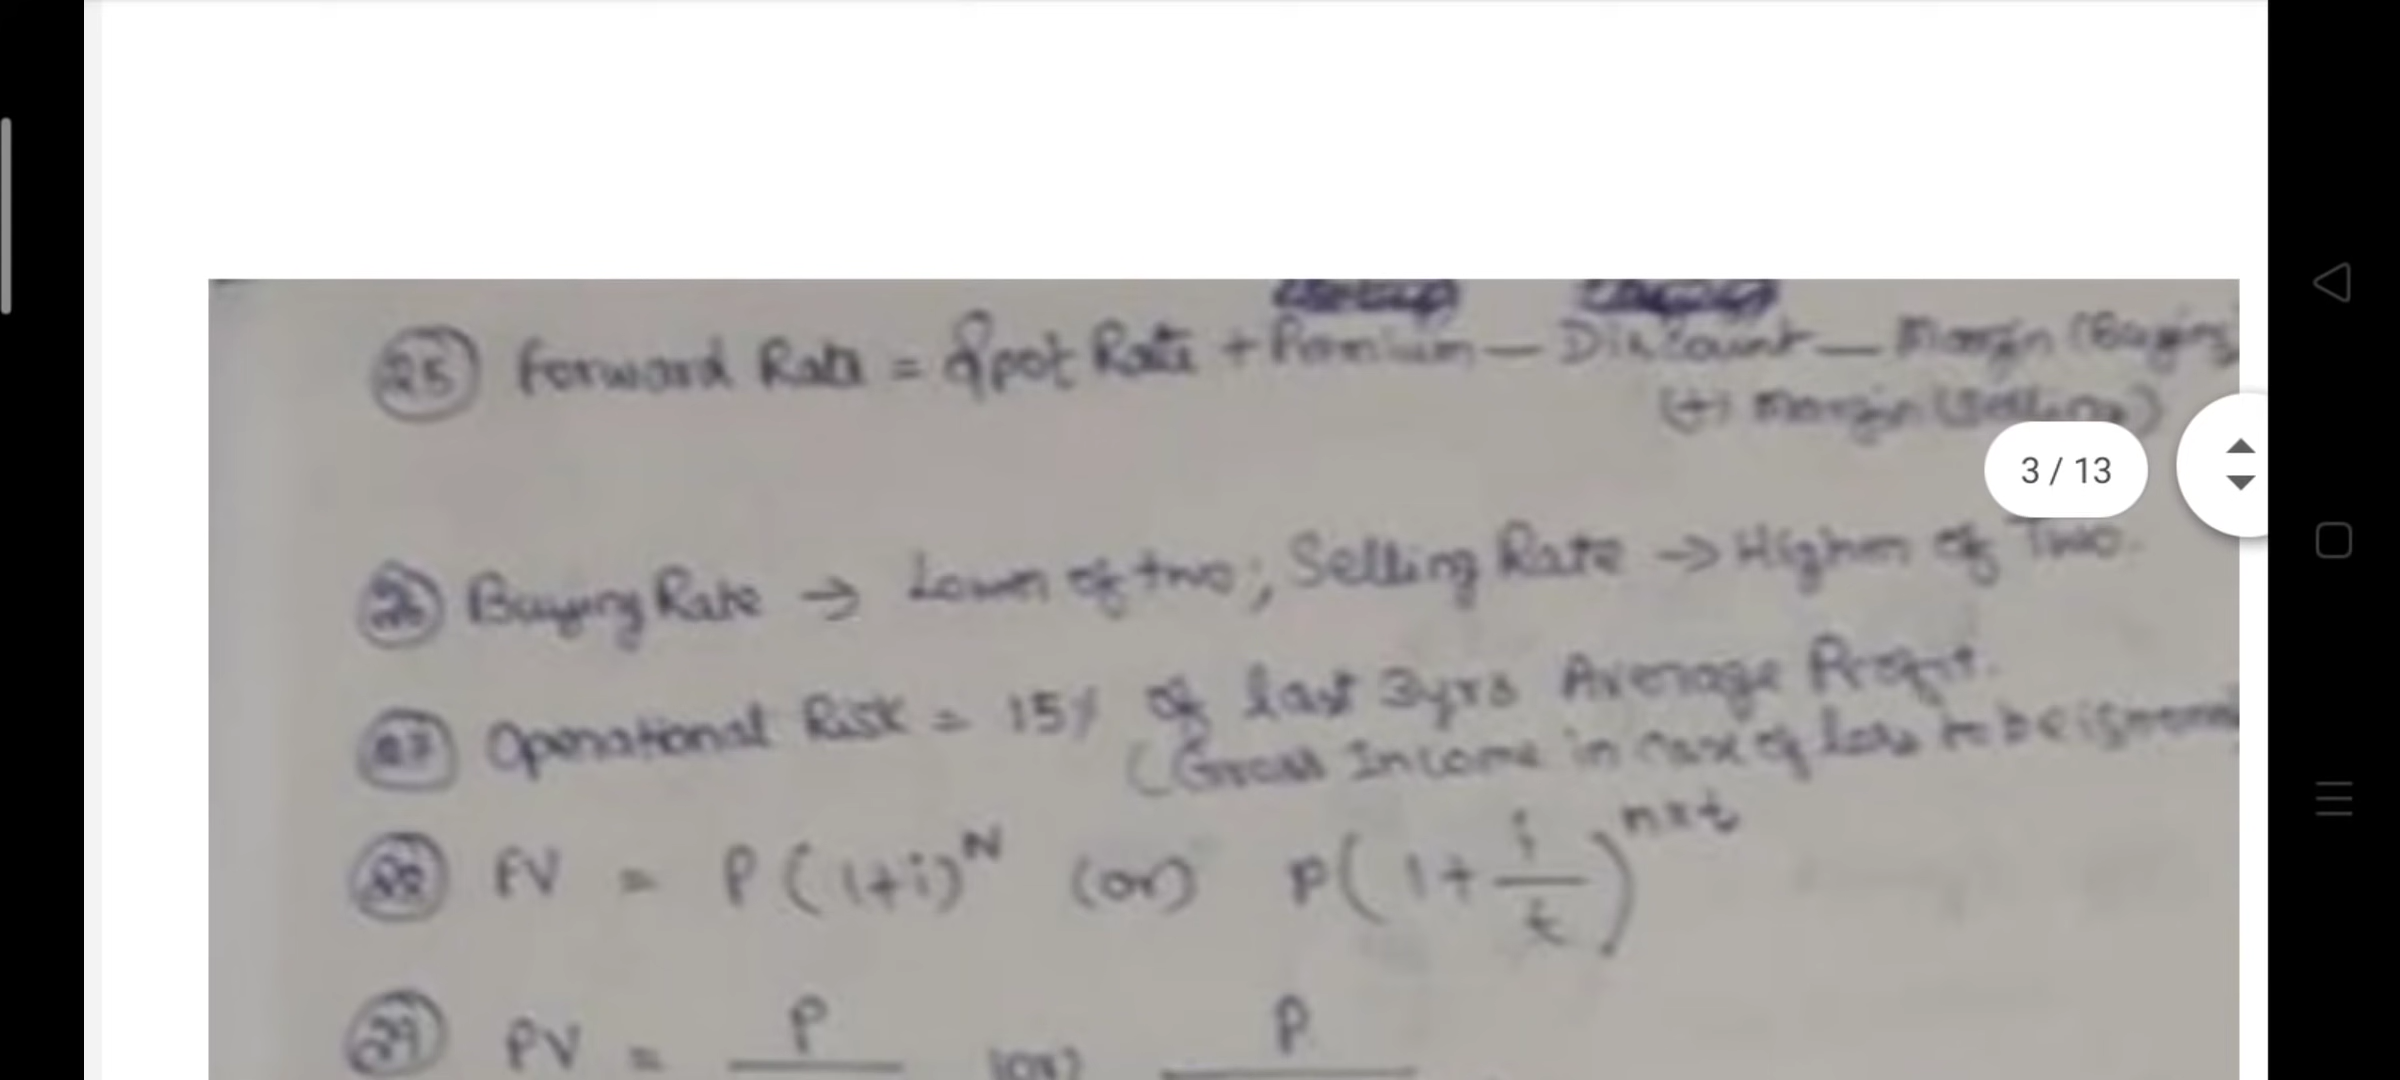 (25) Forward Rate = Spot Rate + Premium — Discount — Margin (Buying
(+) Margin (Selling)
3 / 13
(26) Buying Rate → Lower of two; Selling Rate → Higher of Two.
(27) Operational Risk = 15% of last 3yrs Average Profit.
(Gross Income in case of loss to be ignored
(28) FV = P(1+i)^N (or) P(1+ i/t)^n×t
(29) PV = P (or) P